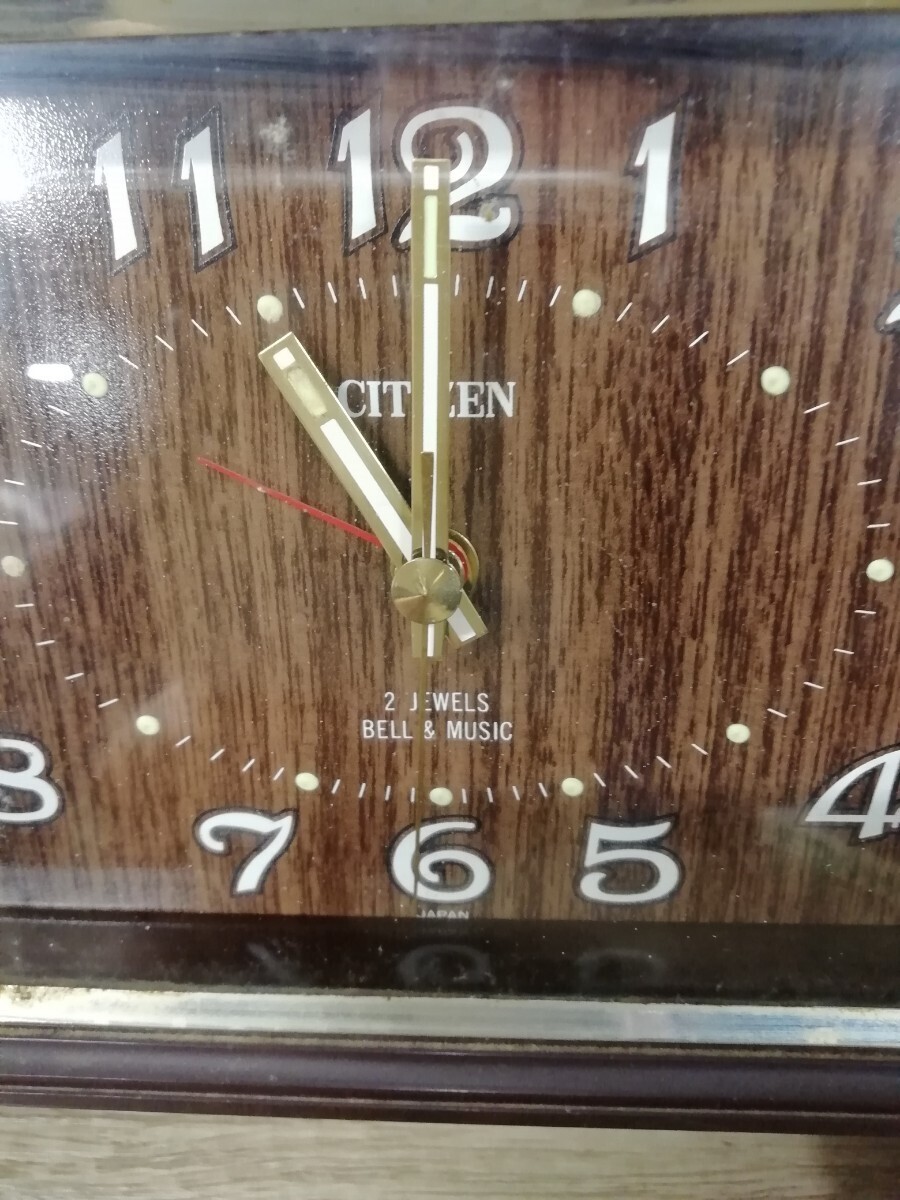 11 12 1
CITIZEN
2 JEWELS
BELL & MUSIC
8 4
7 6 5
JAPAN